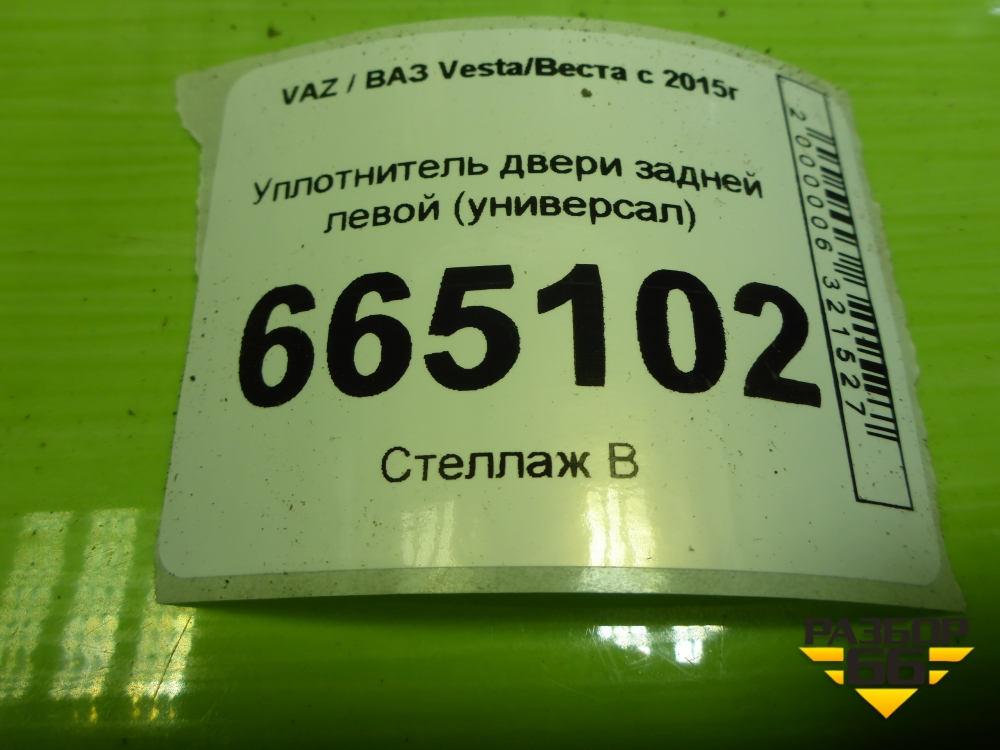 VAZ / ВАЗ Vesta/Веста с 2015г
Уплотнитель двери задней
левой (универсал)
665102
Стеллаж В
2000006321527
РАЗБОР
66